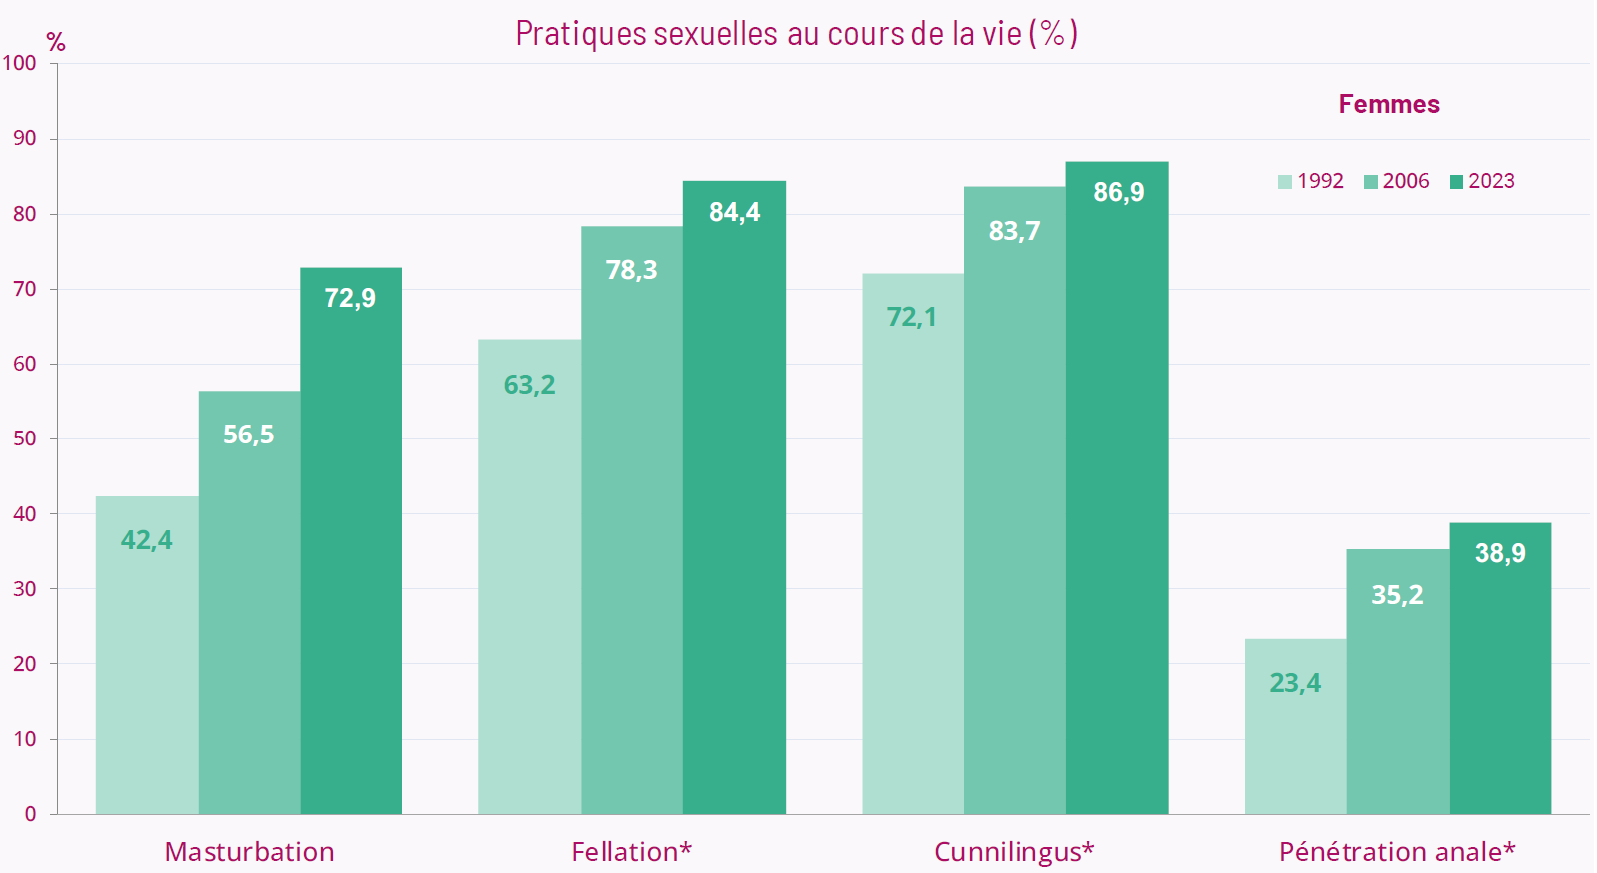 Pratiques sexuelles au cours de la vie (%)
%
100
90
80
70
60
50
40
30
20
10
0
Femmes
1992 2006 2023
42,4 56,5 72,9
63,2 78,3 84,4
72,1 83,7 86,9
23,4 35,2 38,9
Masturbation Fellation* Cunnilingus* Pénétration anale*